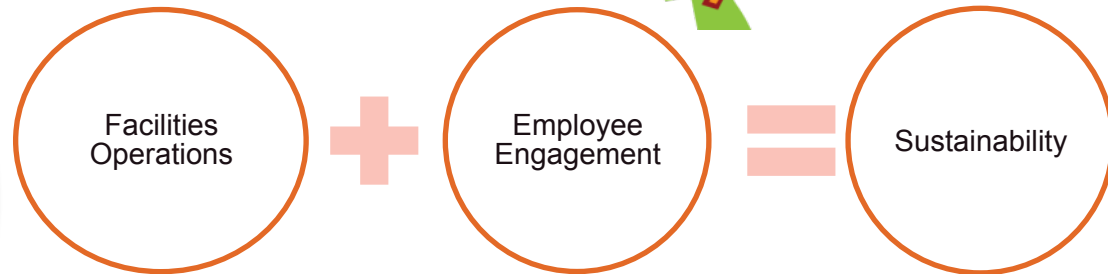 Facilities
Operations
Employee
Engagement
Sustainability